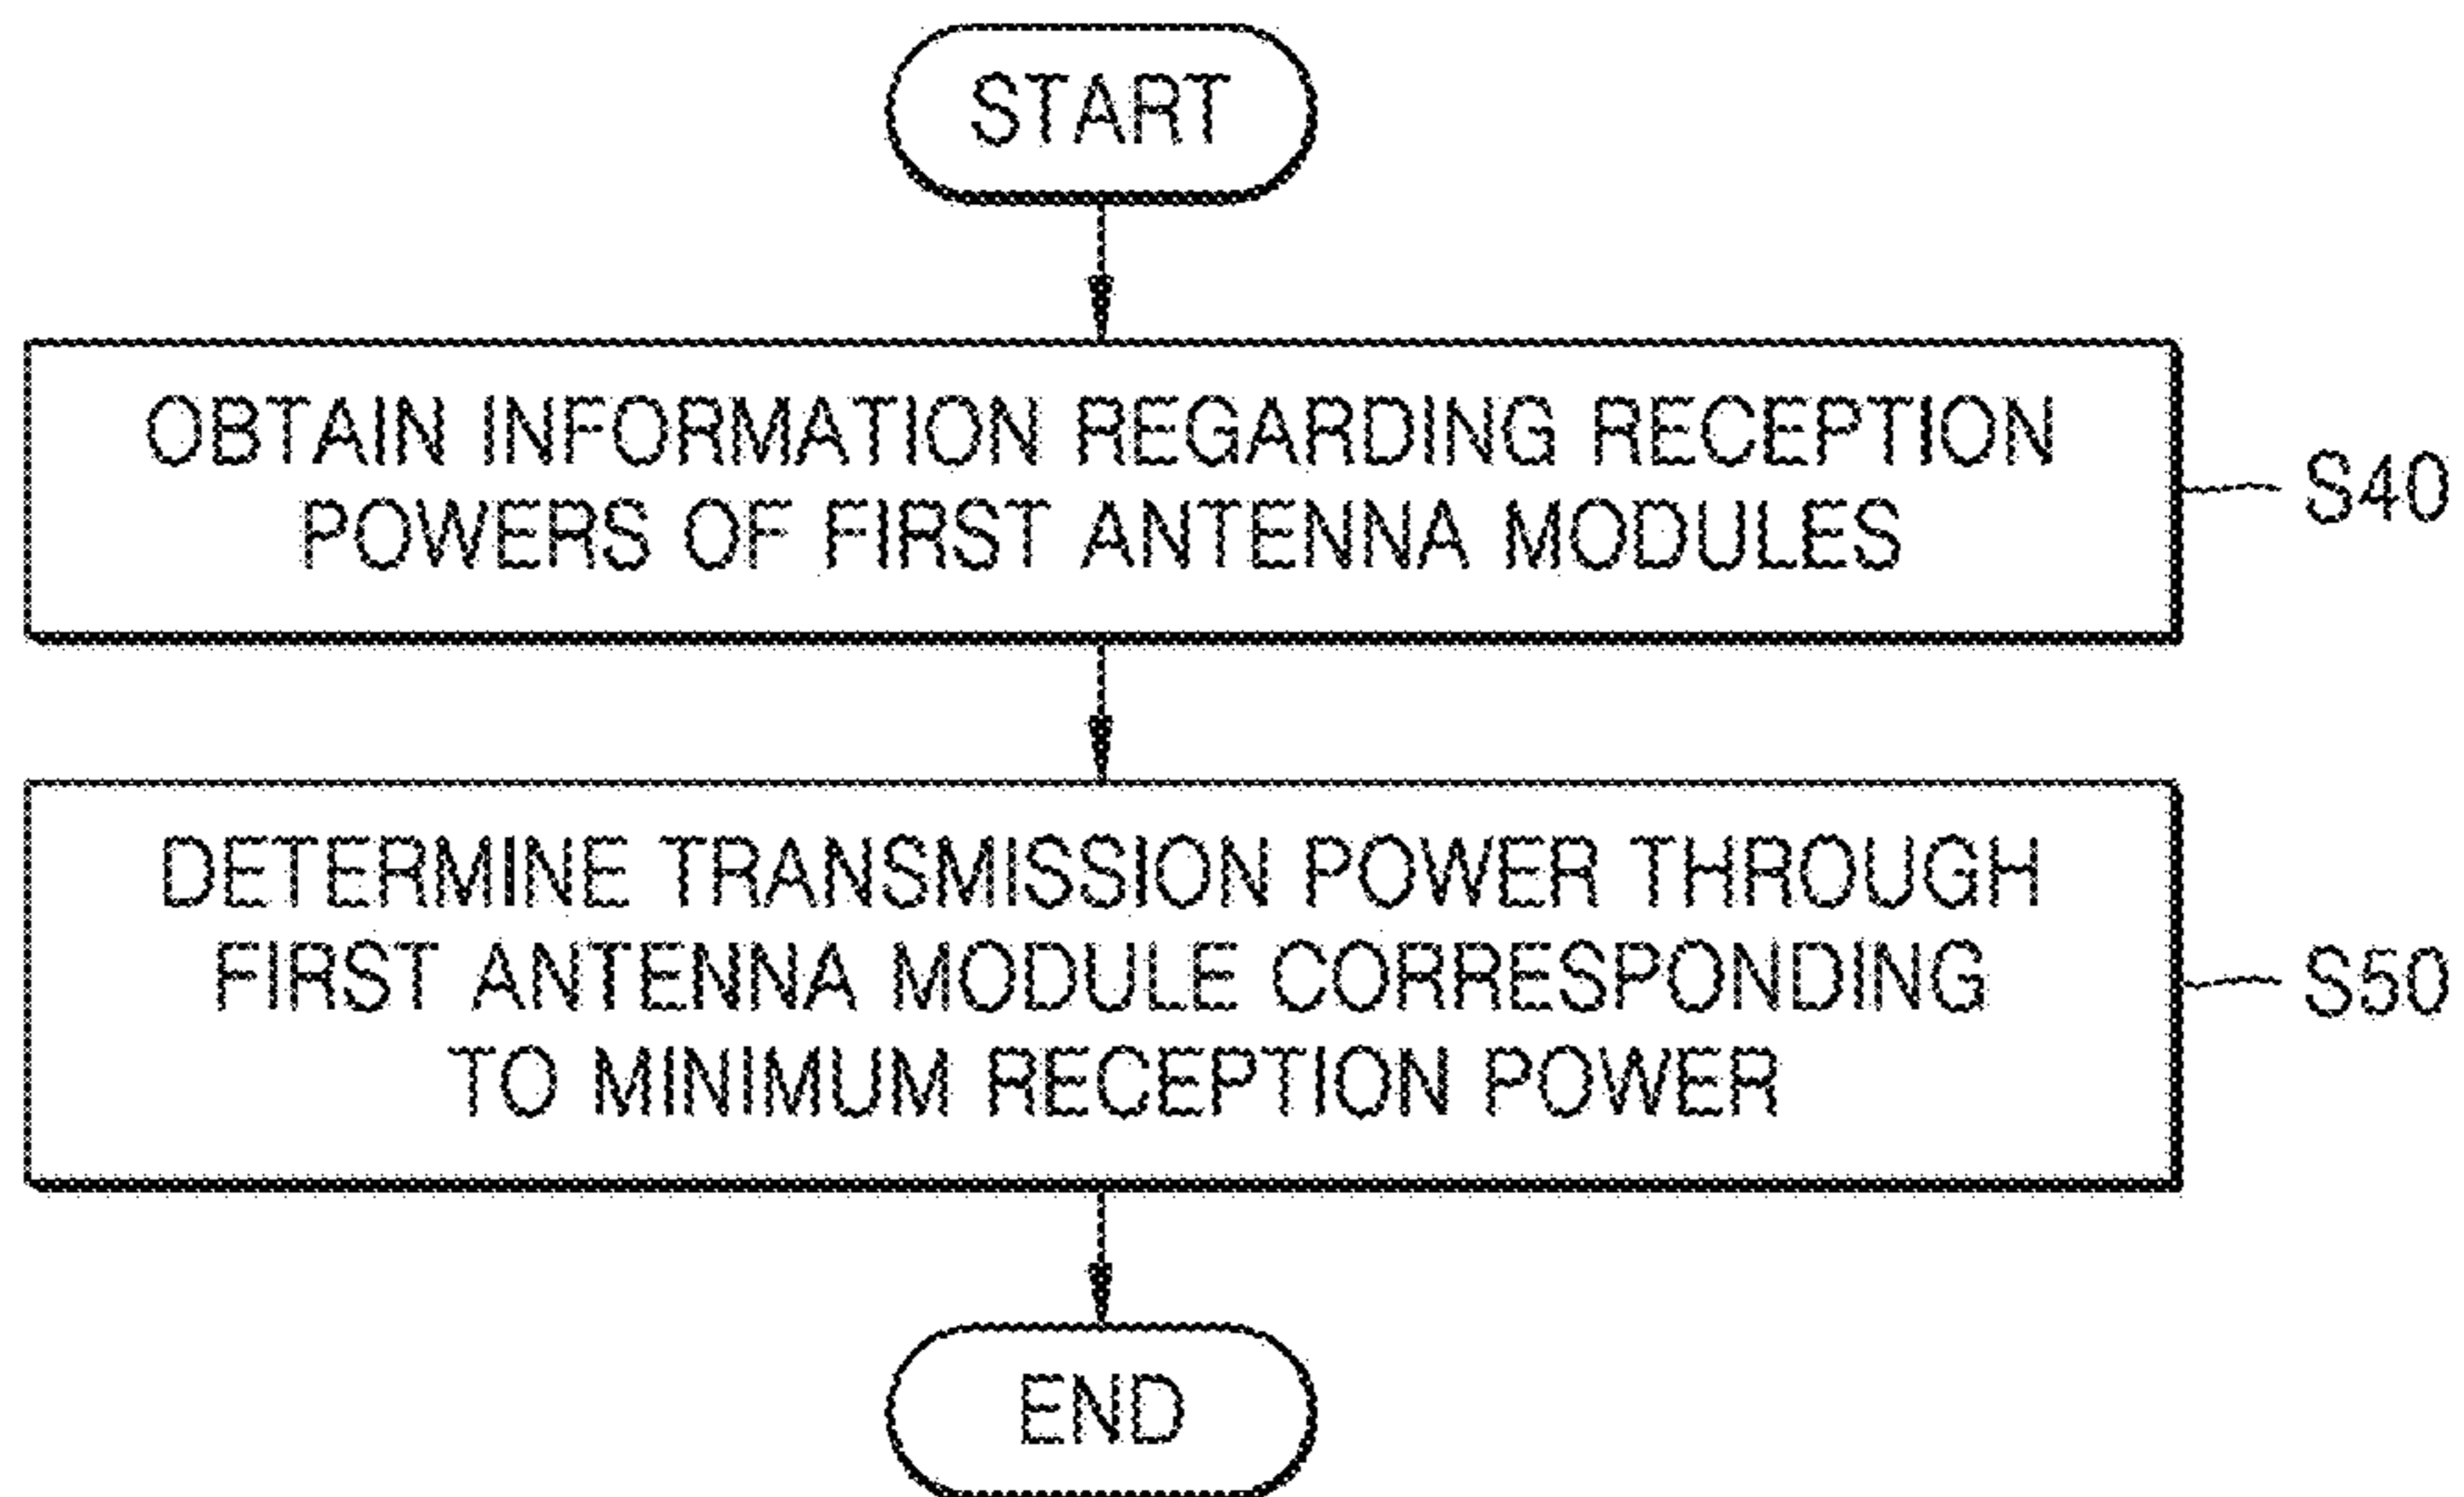 START
OBTAIN INFORMATION REGARDING RECEPTION
POWERS OF FIRST ANTENNA MODULES
S40
DETERMINE TRANSMISSION POWER THROUGH
FIRST ANTENNA MODULE CORRESPONDING
TO MINIMUM RECEPTION POWER
S50
END